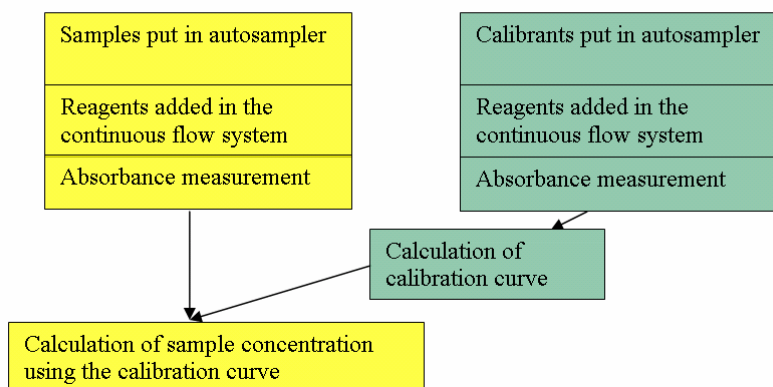 Samples put in autosampler
Reagents added in the
continuous flow system
Absorbance measurement
Calibrants put in autosampler
Reagents added in the
continuous flow system
Absorbance measurement
Calculation of
calibration curve
Calculation of sample concentration
using the calibration curve